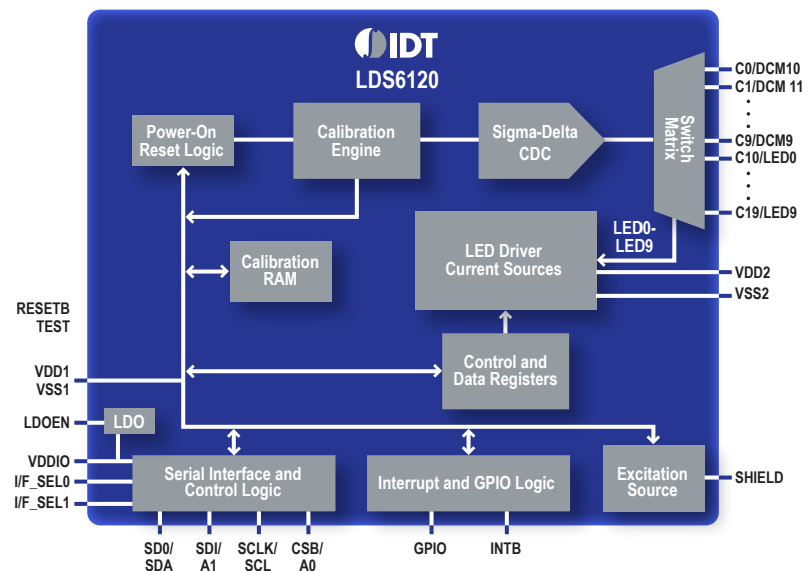 IDT
LDS6120
Power-On
Reset Logic
Calibration
Engine
Sigma-Delta
CDC
Switch
Matrix
C0/DCM10
C1/DCM 11
C9/DCM9
C10/LED0
C19/LED9
LED0-
LED9
LED Driver
Current Sources
VDD2
VSS2
Calibration
RAM
RESETB
TEST
VDD1
VSS1
Control and
Data Registers
LDOEN
LDO
VDDIO
I/F_SEL0
I/F_SEL1
Serial Interface and
Control Logic
Interrupt and GPIO Logic
Excitation
Source
SHIELD
SD0/
SDA
SDI/
A1
SCLK/
SCL
CSB/
A0
GPIO
INTB